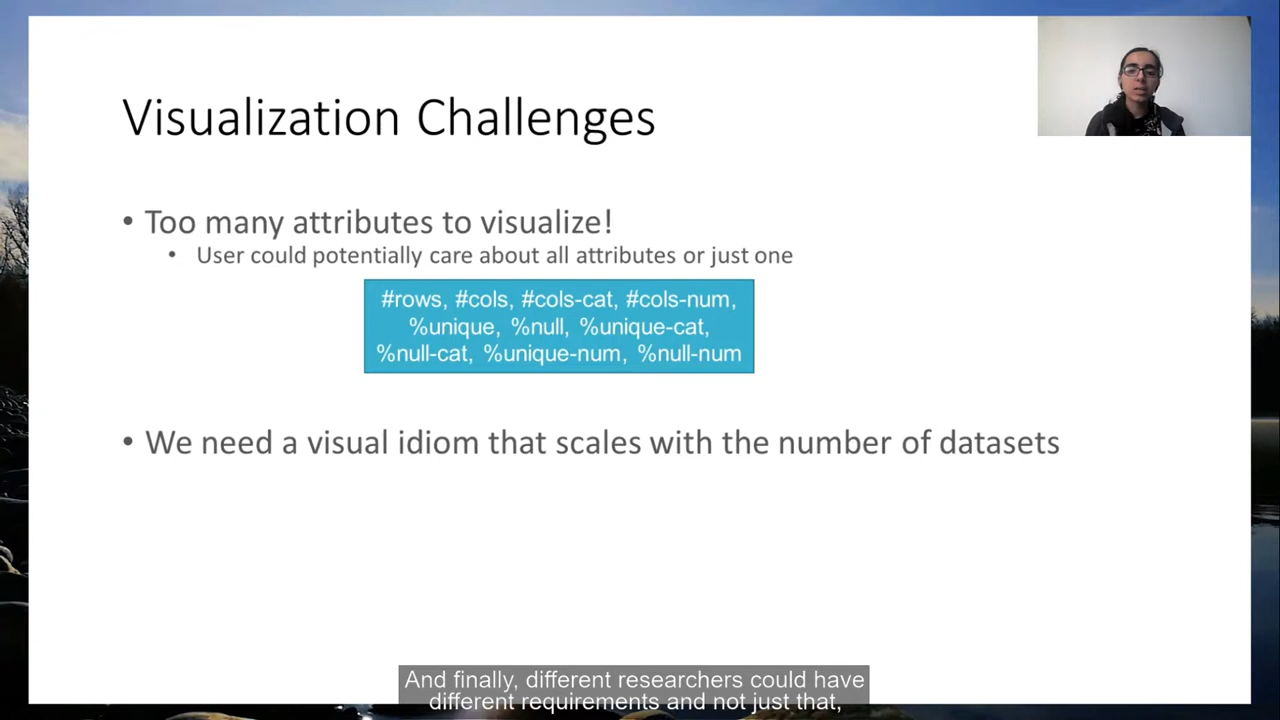 Visualization Challenges
• Too many attributes to visualize!
• User could potentially care about all attributes or just one
#rows, #cols, #cols-cat, #cols-num,
%unique, %null, %unique-cat,
%null-cat, %unique-num, %null-num
• We need a visual idiom that scales with the number of datasets
And finally, different researchers could have
different requirements and not just that,